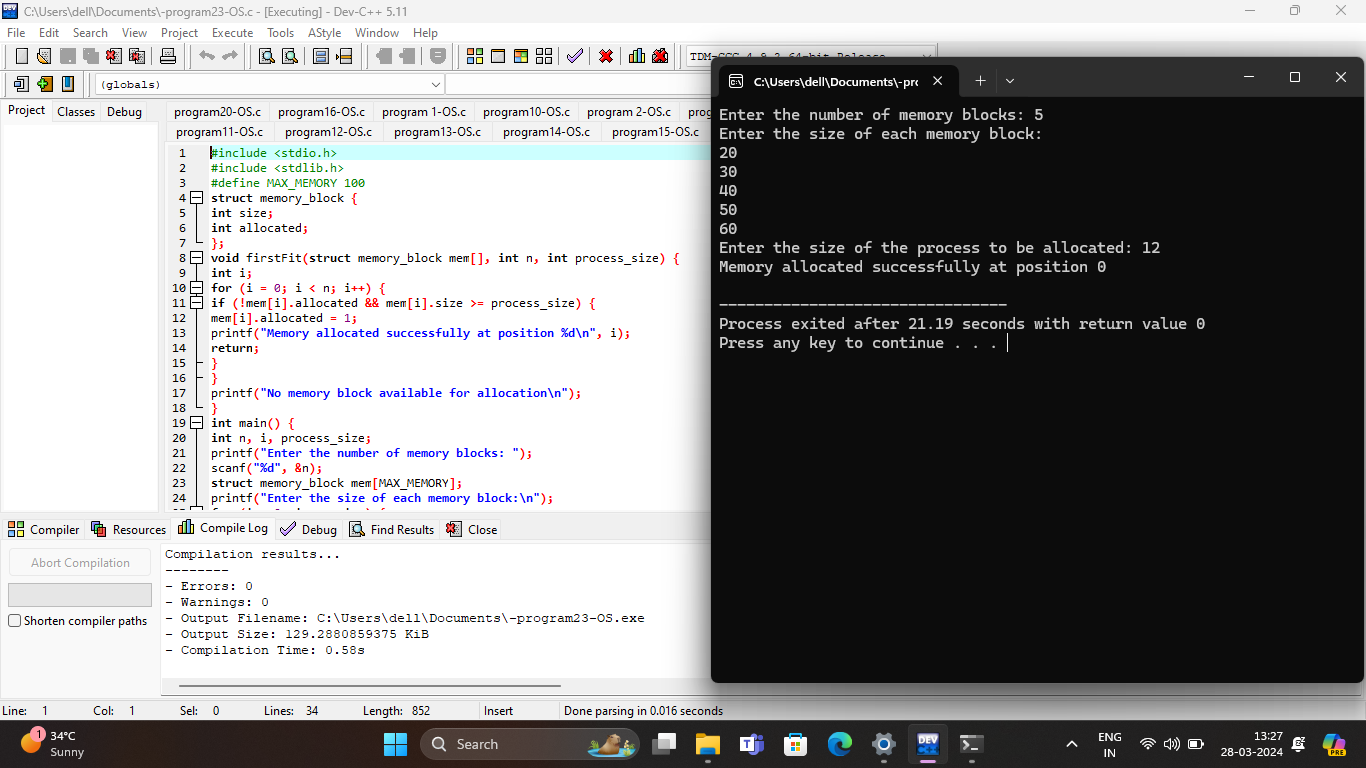 C:\Users\dell\Documents\-program23-OS.c - [Executing] - Dev-C++ 5.11
File Edit Search View Project Execute Tools AStyle Window Help
TDM-GCC 4.9.2 64-bit Release
(globals)
Project Classes Debug
program20-OS.c program16-OS.c program 1-OS.c program10-OS.c program 2-OS.c
program11-OS.c program12-OS.c program13-OS.c program14-OS.c program15-OS.c
1 #include <stdio.h>
2 #include <stdlib.h>
3 #define MAX_MEMORY 100
4 struct memory_block {
5 int size;
6 int allocated;
7 };
8 void firstFit(struct memory_block mem[], int n, int process_size) {
9 int i;
10 for (i = 0; i < n; i++) {
11 if (!mem[i].allocated && mem[i].size >= process_size) {
12 mem[i].allocated = 1;
13 printf("Memory allocated successfully at position %d\n", i);
14 return;
15 }
16 }
17 printf("No memory block available for allocation\n");
18 }
19 int main() {
20 int n, i, process_size;
21 printf("Enter the number of memory blocks: ");
22 scanf("%d", &n);
23 struct memory_block mem[MAX_MEMORY];
24 printf("Enter the size of each memory block:\n");
C:\Users\dell\Documents\-pr
Enter the number of memory blocks: 5
Enter the size of each memory block:
20
30
40
50
60
Enter the size of the process to be allocated: 12
Memory allocated successfully at position 0
--------------------------------
Process exited after 21.19 seconds with return value 0
Press any key to continue . . .
Compiler Resources Compile Log Debug Find Results Close
Abort Compilation
Shorten compiler paths
Compilation results...
--------
- Errors: 0
- Warnings: 0
- Output Filename: C:\Users\dell\Documents\-program23-OS.exe
- Output Size: 129.2880859375 KiB
- Compilation Time: 0.58s
Line: 1 Col: 1 Sel: 0 Lines: 34 Length: 852 Insert Done parsing in 0.016 seconds
1
34°C
Sunny
Search
DEV
ENG
IN
13:27
28-03-2024
PRE